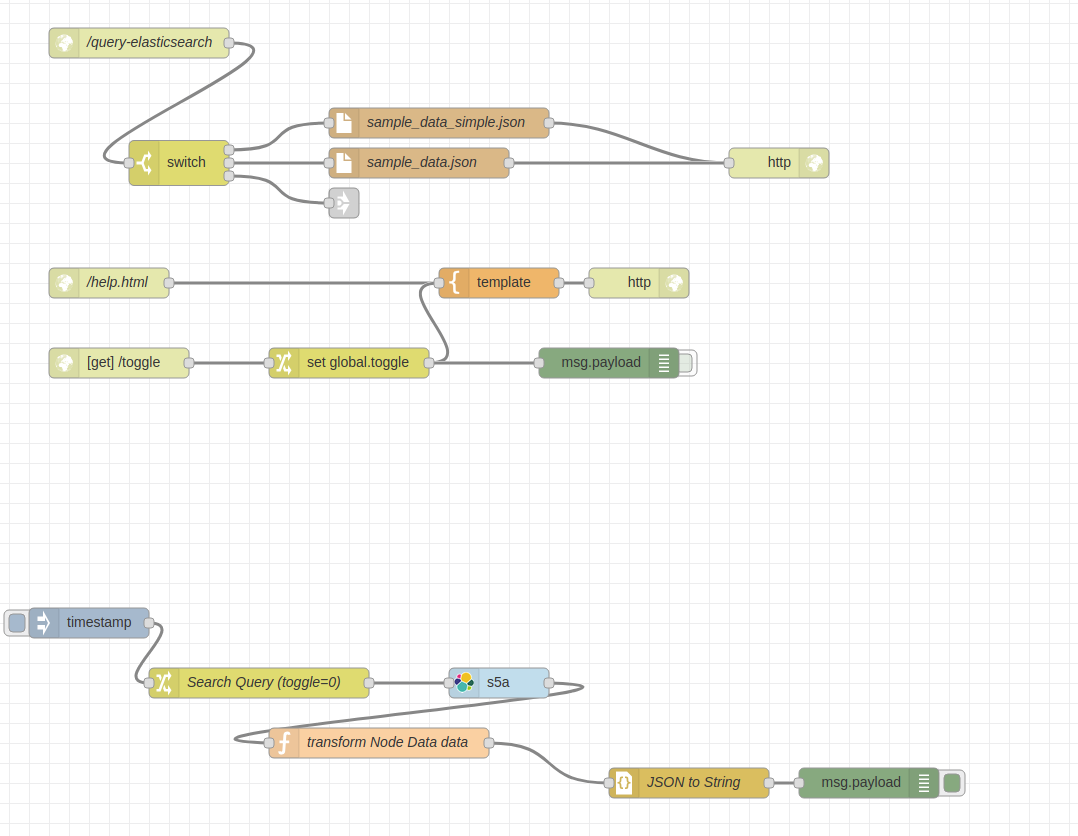 /query-elasticsearch
sample_data_simple.json
switch
sample_data.json
http
/help.html
template
http
[get] /toggle
set global.toggle
msg.payload
timestamp
Search Query (toggle=0)
s5a
transform Node Data data
JSON to String
msg.payload